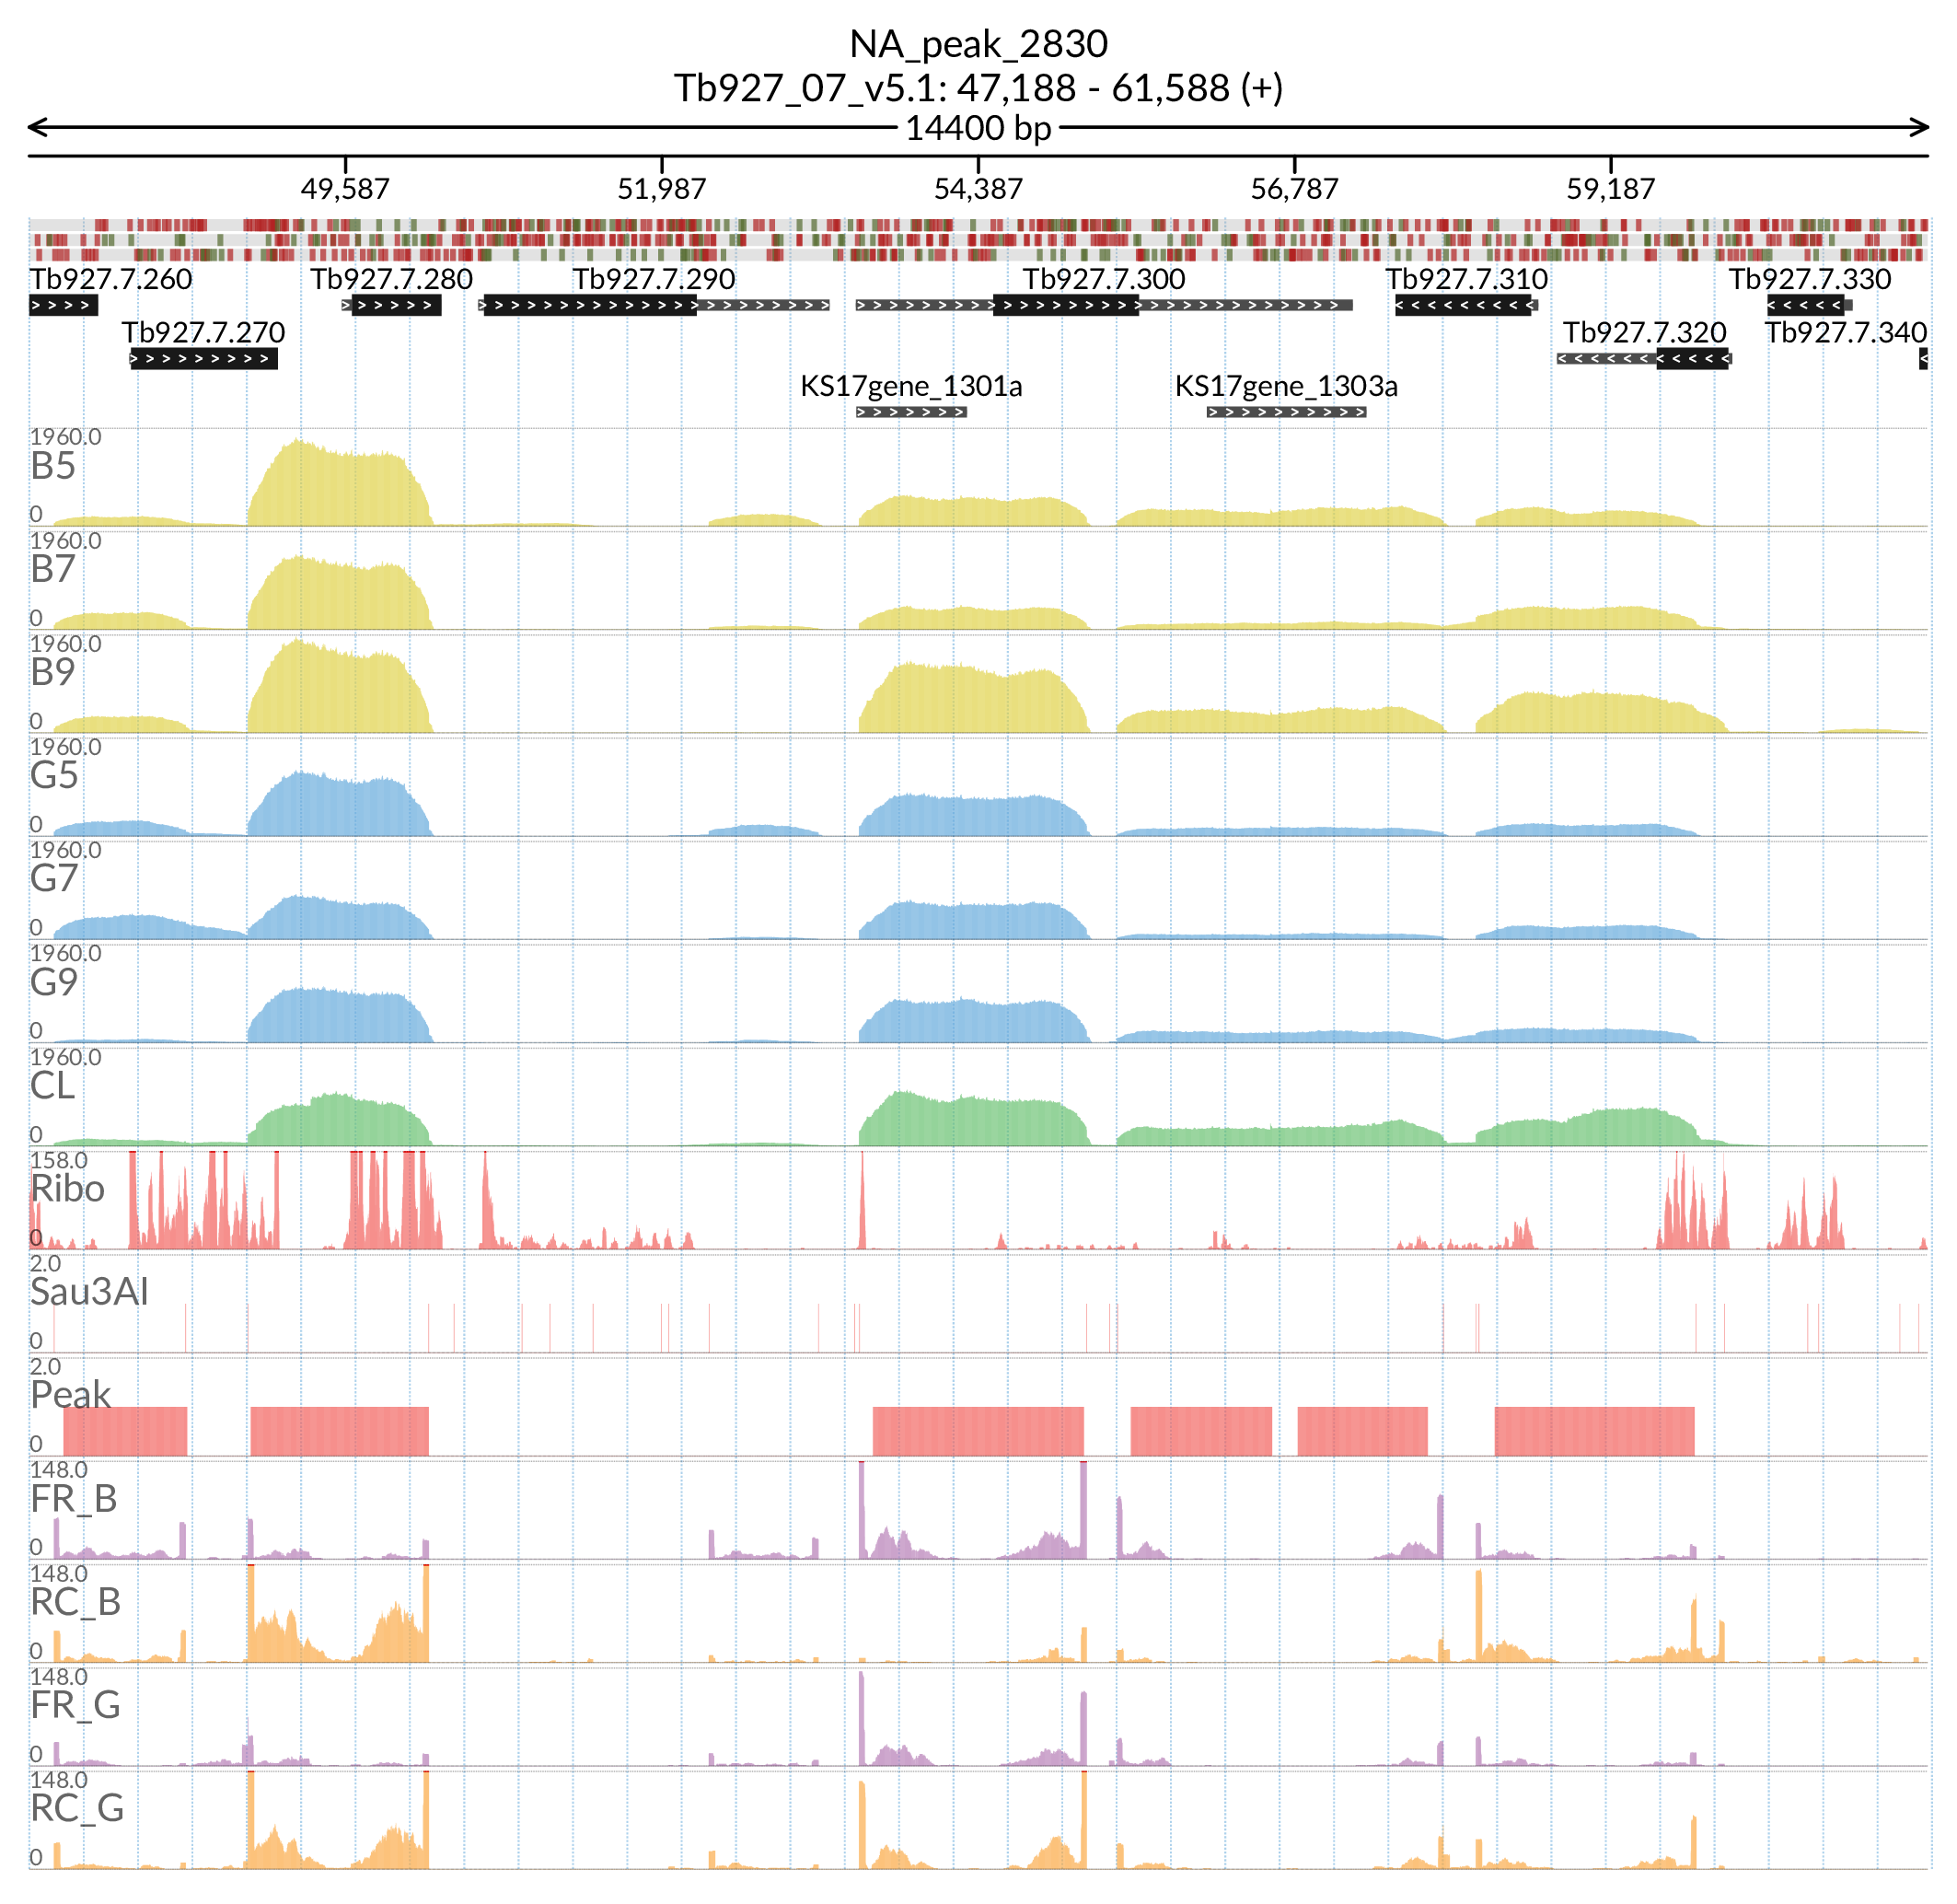 NA_peak_2830
Tb927_07_v5.1: 47,188 - 61,588 (+)
14400 bp
49,587 51,987 54,387 56,787 59,187
Tb927.7.260 Tb927.7.280 Tb927.7.290 Tb927.7.300 Tb927.7.310 Tb927.7.330
Tb927.7.270 Tb927.7.320 Tb927.7.340
KS17gene_1301a KS17gene_1303a
1960.0
B5
0
1960.0
B7
0
1960.0
B9
0
1960.0
G5
0
1960.0
G7
0
1960.0
G9
0
1960.0
CL
0
158.0
Ribo
0
2.0
Sau3AI
0
2.0
Peak
0
148.0
FR_B
0
148.0
RC_B
0
148.0
FR_G
0
148.0
RC_G
0